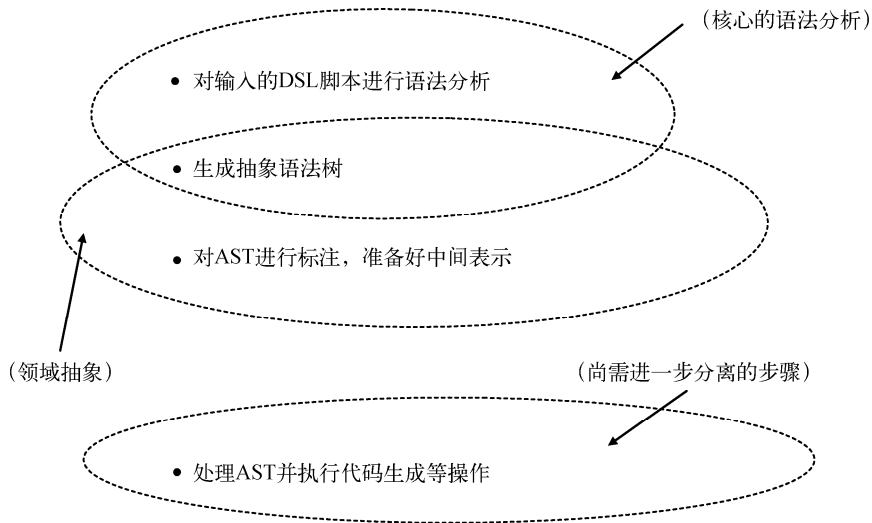 （核心的语法分析）
• 对输入的DSL脚本进行语法分析
• 生成抽象语法树
• 对AST进行标注，准备好中间表示
（领域抽象）
（尚需进一步分离的步骤）
• 处理AST并执行代码生成等操作